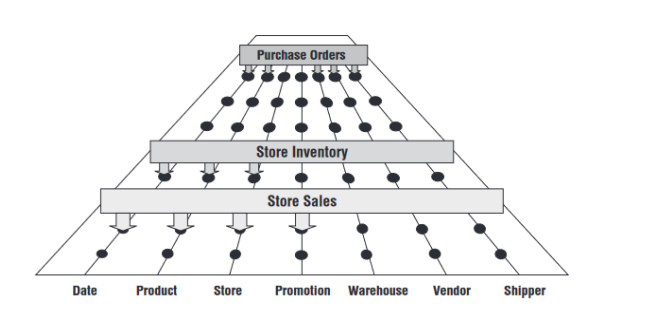 Purchase Orders
Store Inventory
Store Sales
Date Product Store Promotion Warehouse Vendor Shipper